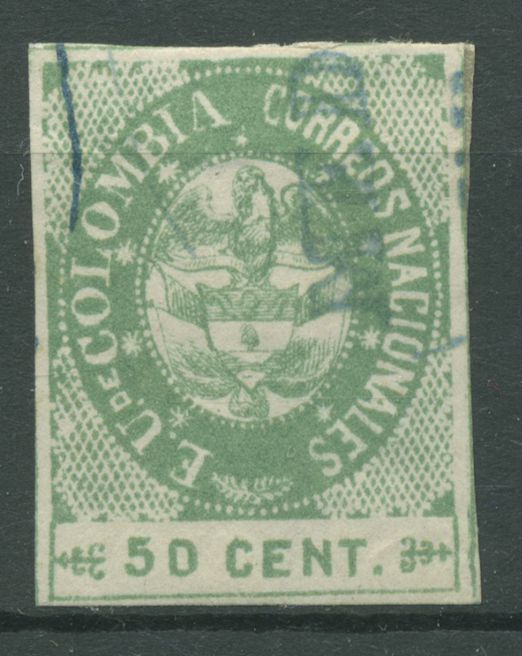 E. U DE COLOMBIA
CORREOS NACIONALES
50 CENT.